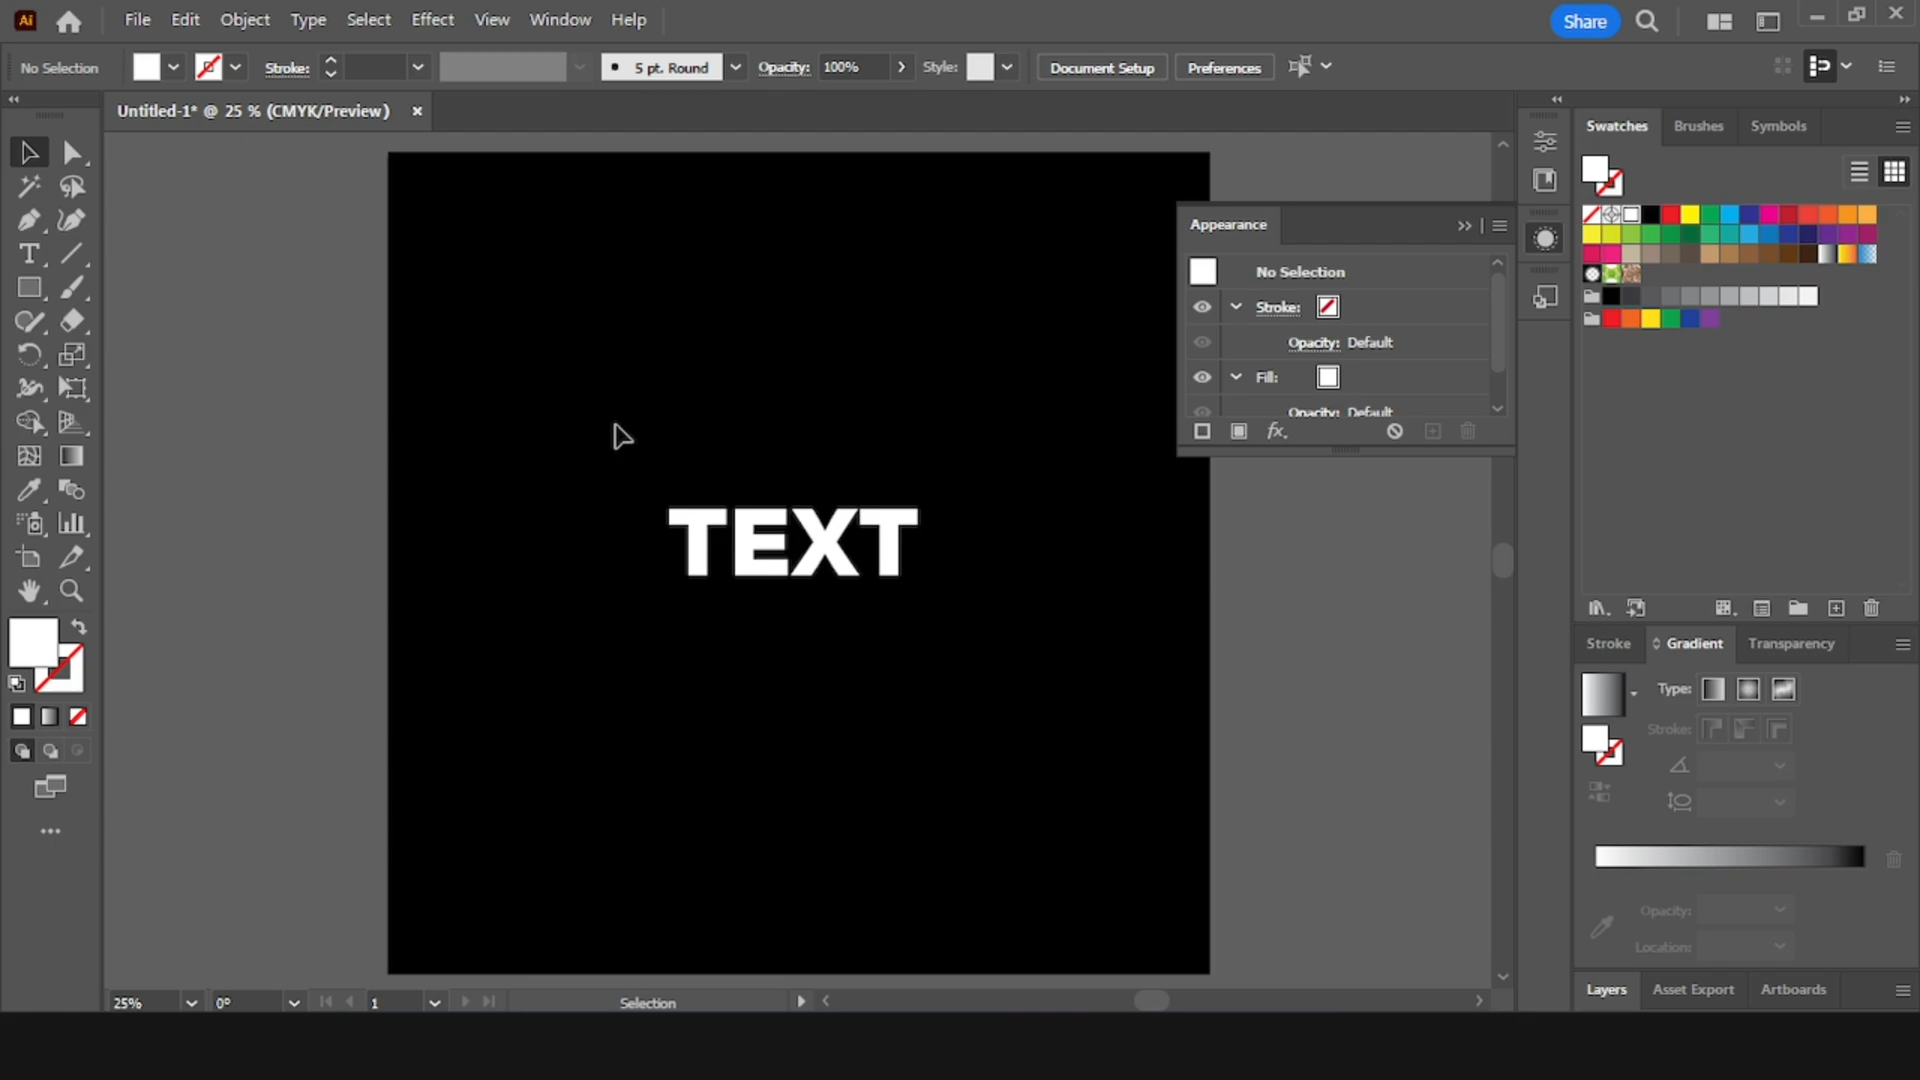 Ai File Edit Object Type Select Effect View Window Help Share
No Selection Stroke: 5 pt. Round Opacity: 100% Style: Document Setup Preferences
Untitled-1* @ 25 % (CMYK/Preview) ×
Swatches Brushes Symbols
Appearance
No Selection
Stroke:
Opacity: Default
Fill:
Opacity: Default
fx.
TEXT
Stroke Gradient Transparency
Type:
Stroke:
Opacity:
Location:
Layers Asset Export Artboards
25% 0° 1 Selection